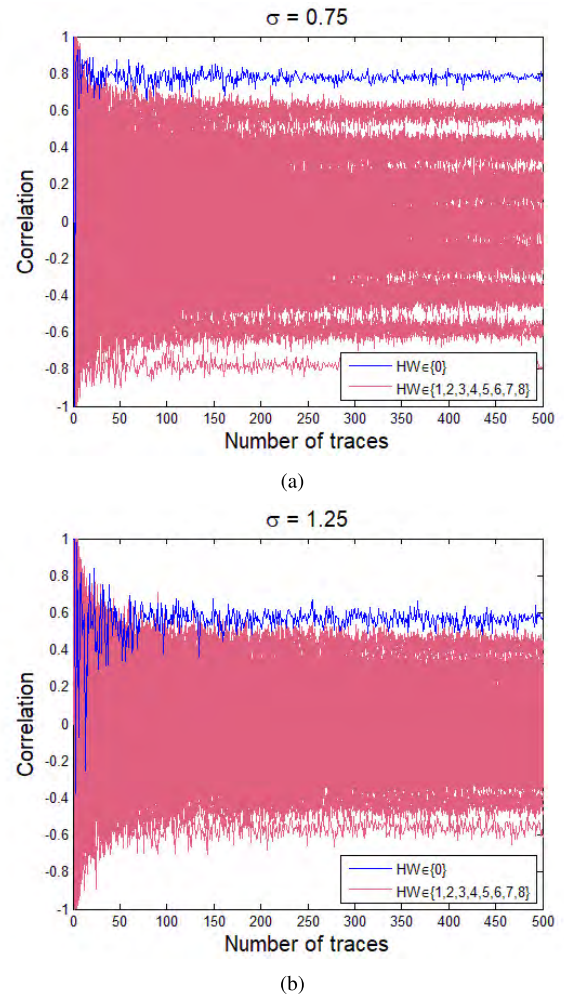 σ = 0.75
1
0.8
0.6
0.4
0.2
0
-0.2
-0.4
-0.6
-0.8
-1
Correlation
HW∈{0}
HW∈{1,2,3,4,5,6,7,8}
0 50 100 150 200 250 300 350 400 450 500
Number of traces
(a)
σ = 1.25
1
0.8
0.6
0.4
0.2
0
-0.2
-0.4
-0.6
-0.8
-1
Correlation
HW∈{0}
HW∈{1,2,3,4,5,6,7,8}
0 50 100 150 200 250 300 350 400 450 500
Number of traces
(b)